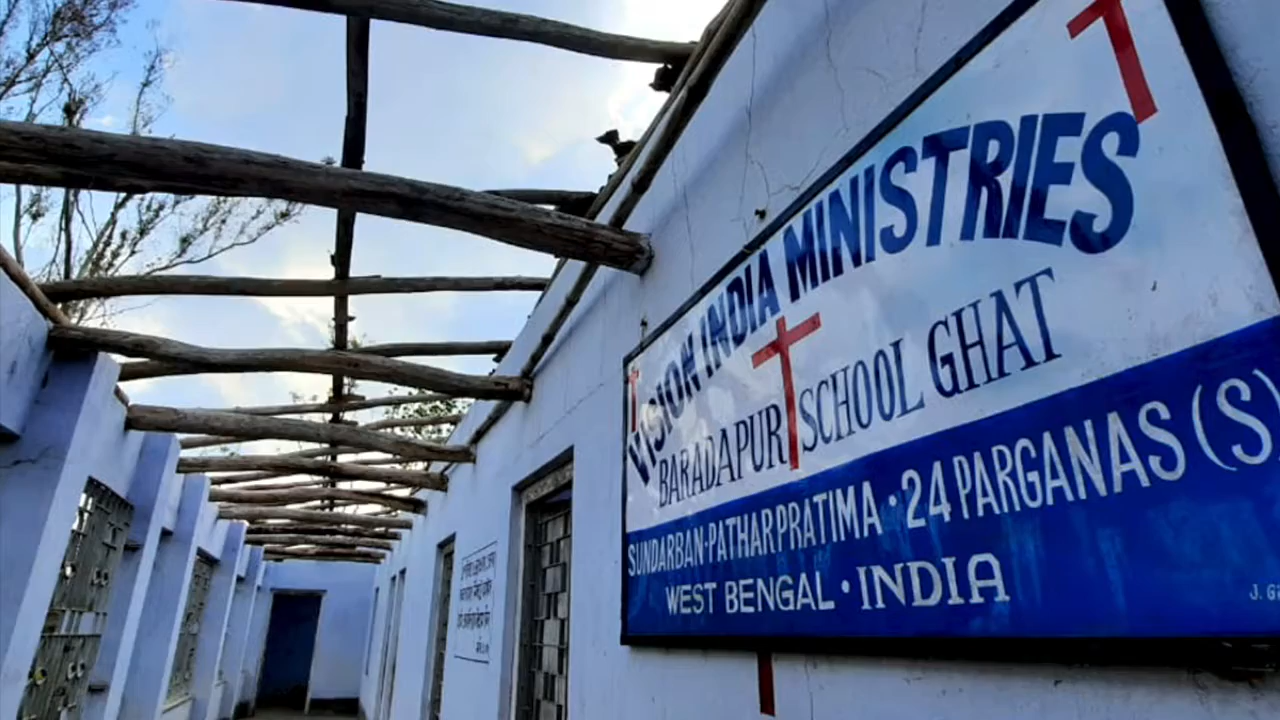 VISION INDIA MINISTRIES
BARADAPUR SCHOOL GHAT
SUNDARBAN·PATHARPRATIMA·24 PARGANAS (S)
WEST BENGAL·INDIA